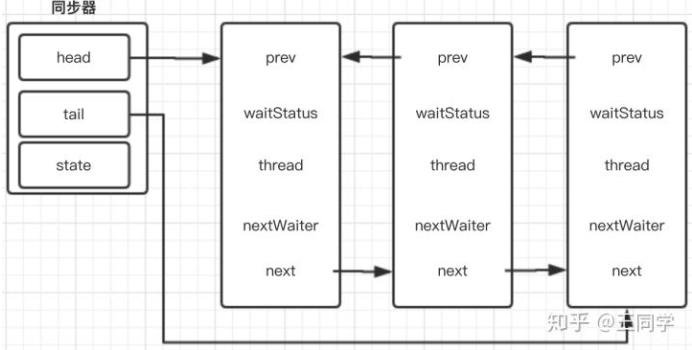 同步器
head
tail
state
prev
waitStatus
thread
nextWaiter
next
prev
waitStatus
thread
nextWaiter
next
prev
waitStatus
thread
nextWaiter
next
知乎 @王同学